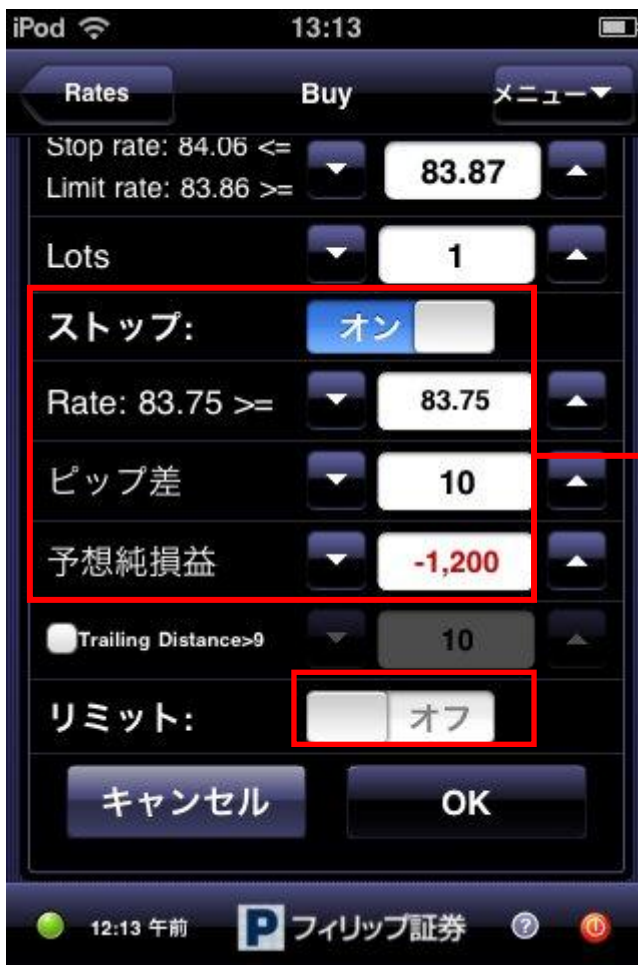 iPod 13:13
Rates Buy メニュー▼
Stop rate: 84.06 <=
Limit rate: 83.86 >=
83.87
Lots 1
ストップ: オン
Rate: 83.75 >= 83.75
ピップ差 10
予想純損益 -1,200
Trailing Distance>9 10
リミット: オフ
キャンセル OK
12:13 午前 P フィリップ証券 ?